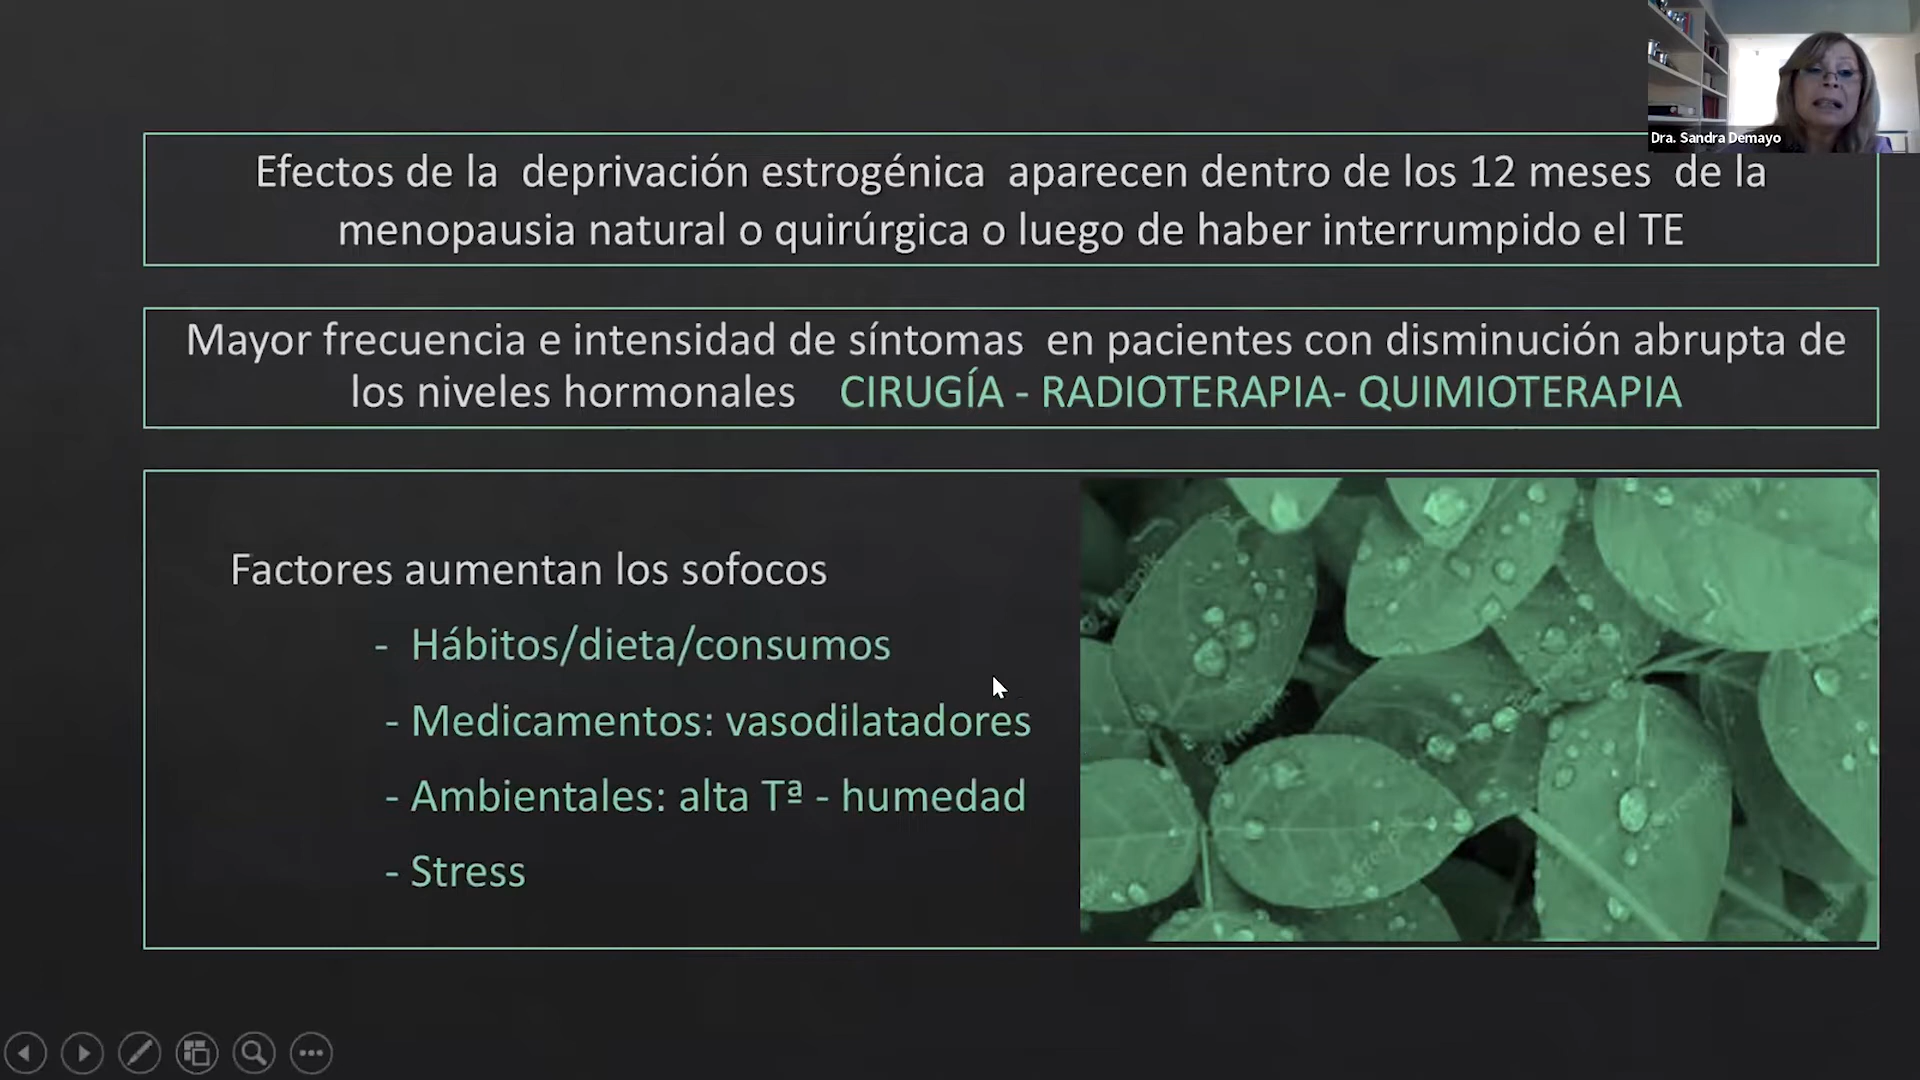 Dra. Sandra Demayo
Efectos de la deprivación estrogénica aparecen dentro de los 12 meses de la
menopausia natural o quirúrgica o luego de haber interrumpido el TE
Mayor frecuencia e intensidad de síntomas en pacientes con disminución abrupta de
los niveles hormonales CIRUGÍA - RADIOTERAPIA- QUIMIOTERAPIA
Factores aumentan los sofocos
- Hábitos/dieta/consumos
- Medicamentos: vasodilatadores
- Ambientales: alta Tª - humedad
- Stress